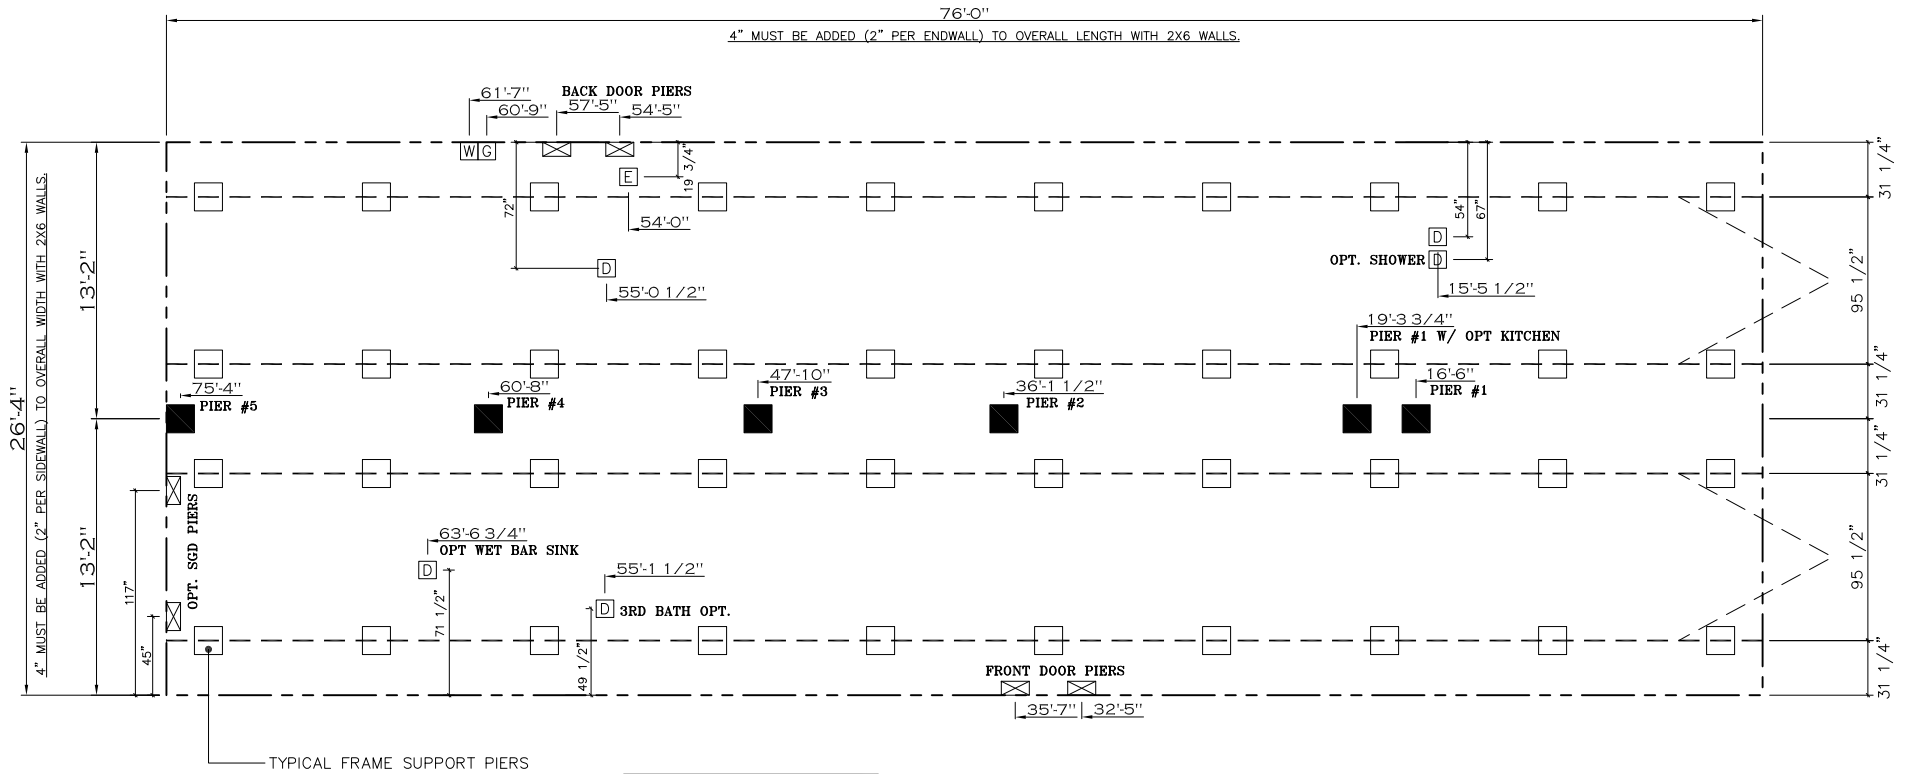 76'-0"
4" MUST BE ADDED (2" PER ENDWALL) TO OVERALL LENGTH WITH 2X6 WALLS.
61'-7"
60'-9"
BACK DOOR PIERS
57'-5"
54'-5"
W
G
E
19 3/4"
54'-0"
72"
D
55'-0 1/2"
54"
67"
D
OPT. SHOWER
D
15'-5 1/2"
19'-3 3/4"
PIER #1 W/ OPT KITCHEN
31 1/4"
95 1/2"
31 1/4"
31 1/4"
95 1/2"
31 1/4"
26'-4"
4" MUST BE ADDED (2" PER SIDEWALL) TO OVERALL WIDTH WITH 2X6 WALLS.
13'-2"
13'-2"
75'-4"
PIER #5
60'-8"
PIER #4
47'-10"
PIER #3
36'-1 1/2"
PIER #2
16'-6"
PIER #1
OPT. SGD PIERS
117"
45"
63'-6 3/4"
OPT WET BAR SINK
D
71 1/2"
55'-1 1/2"
D
3RD BATH OPT.
49 1/2"
FRONT DOOR PIERS
35'-7"
32'-5"
TYPICAL FRAME SUPPORT PIERS